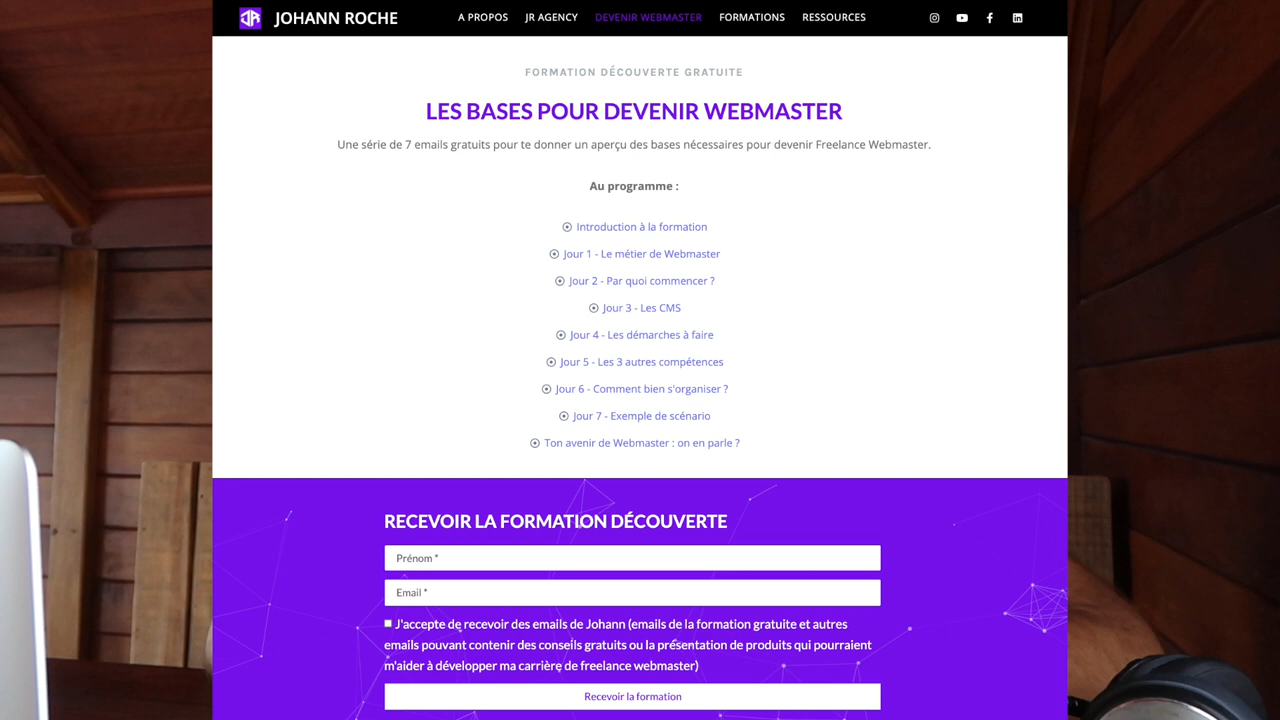 JOHANN ROCHE
A PROPOS JR AGENCY DEVENIR WEBMASTER FORMATIONS RESSOURCES
FORMATION DÉCOUVERTE GRATUITE
LES BASES POUR DEVENIR WEBMASTER
Une série de 7 emails gratuits pour te donner un aperçu des bases nécessaires pour devenir Freelance Webmaster.
Au programme :
Introduction à la formation
Jour 1 - Le métier de Webmaster
Jour 2 - Par quoi commencer ?
Jour 3 - Les CMS
Jour 4 - Les démarches à faire
Jour 5 - Les 3 autres compétences
Jour 6 - Comment bien s'organiser ?
Jour 7 - Exemple de scénario
Ton avenir de Webmaster : on en parle ?
RECEVOIR LA FORMATION DÉCOUVERTE
Prénom *
Email *
J'accepte de recevoir des emails de Johann (emails de la formation gratuite et autres
emails pouvant contenir des conseils gratuits ou la présentation de produits qui pourraient
m'aider à développer ma carrière de freelance webmaster)
Recevoir la formation